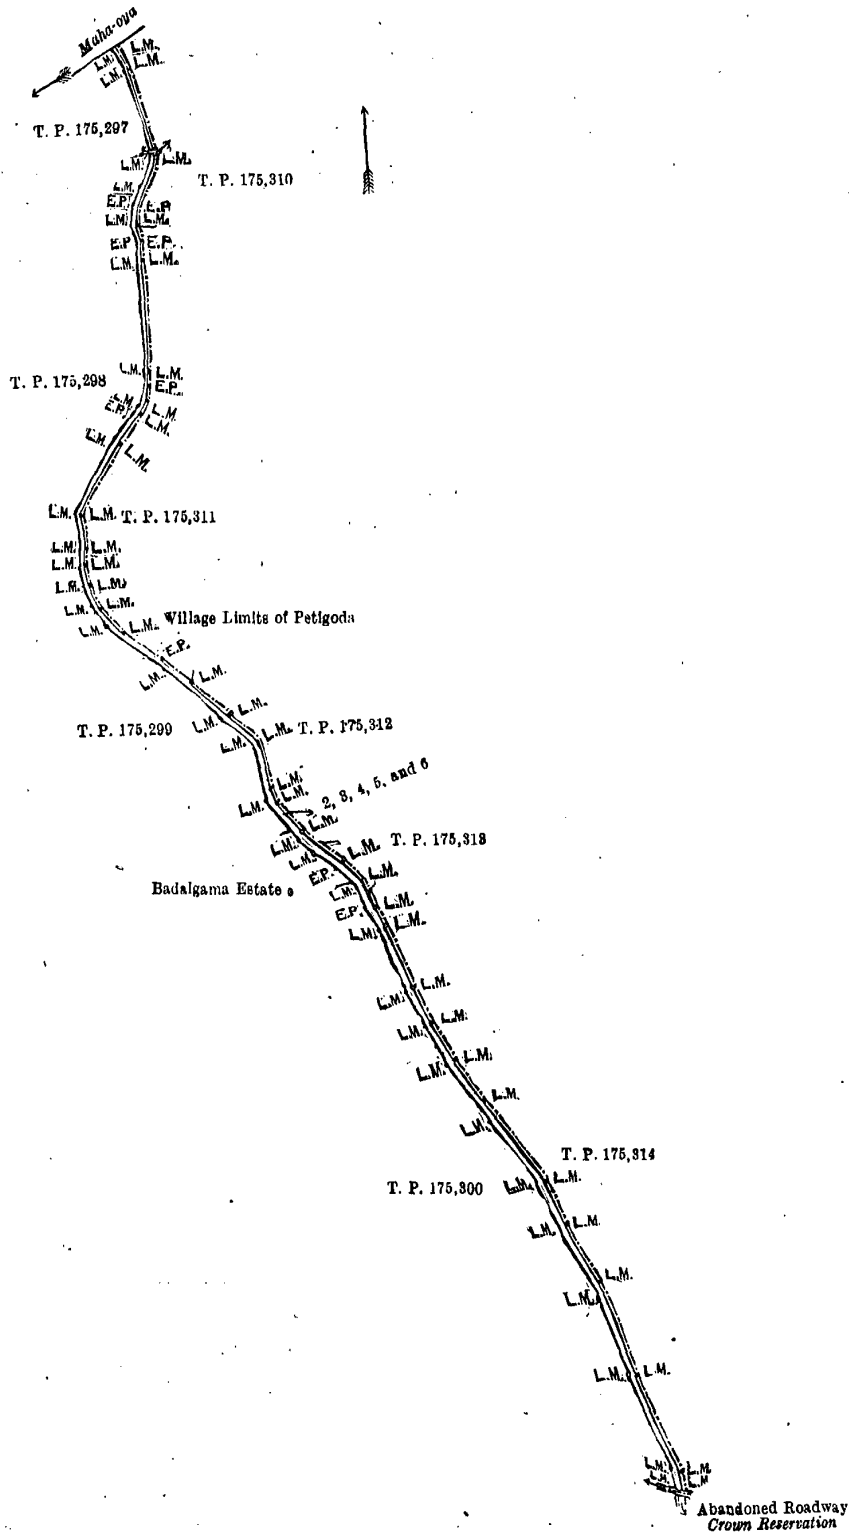 Maha-oya
L.M. L.M.
L.M. L.M.
T. P. 175,297
L.M. L.M.
T. P. 175,310
L.M.
E.P. E.P.
L.M. L.M.
E.P. E.P.
L.M. L.M.
L.M. L.M.
T. P. 175,298 E.P.
L.M. L.M.
E.P. L.M.
L.M. L.M.
L.M. L.M. T. P. 175,311
L.M. L.M.
L.M. L.M.
L.M. L.M.
L.M. L.M.
L.M. L.M. Village Limits of Petigoda
E.P.
L.M. L.M.
L.M. L.M.
T. P. 175,299 L.M. T. P. 175,312
L.M.
L.M.
L.M. L.M.
2, 3, 4, 5, and 6
L.M.
L.M. L.M. T. P. 175,313
L.M.
E.P. L.M.
Badalgama Estate L.M.
E.P. L.M.
L.M. L.M.
L.M. L.M.
L.M. L.M.
L.M. L.M.
L.M.
L.M.
T. P. 175,314
T. P. 175,300 L.M. L.M.
L.M. L.M.
L.M. L.M.
L.M. L.M.
L.M. L.M.
L.M. L.M.
Abandoned Roadway
Crown Reservation